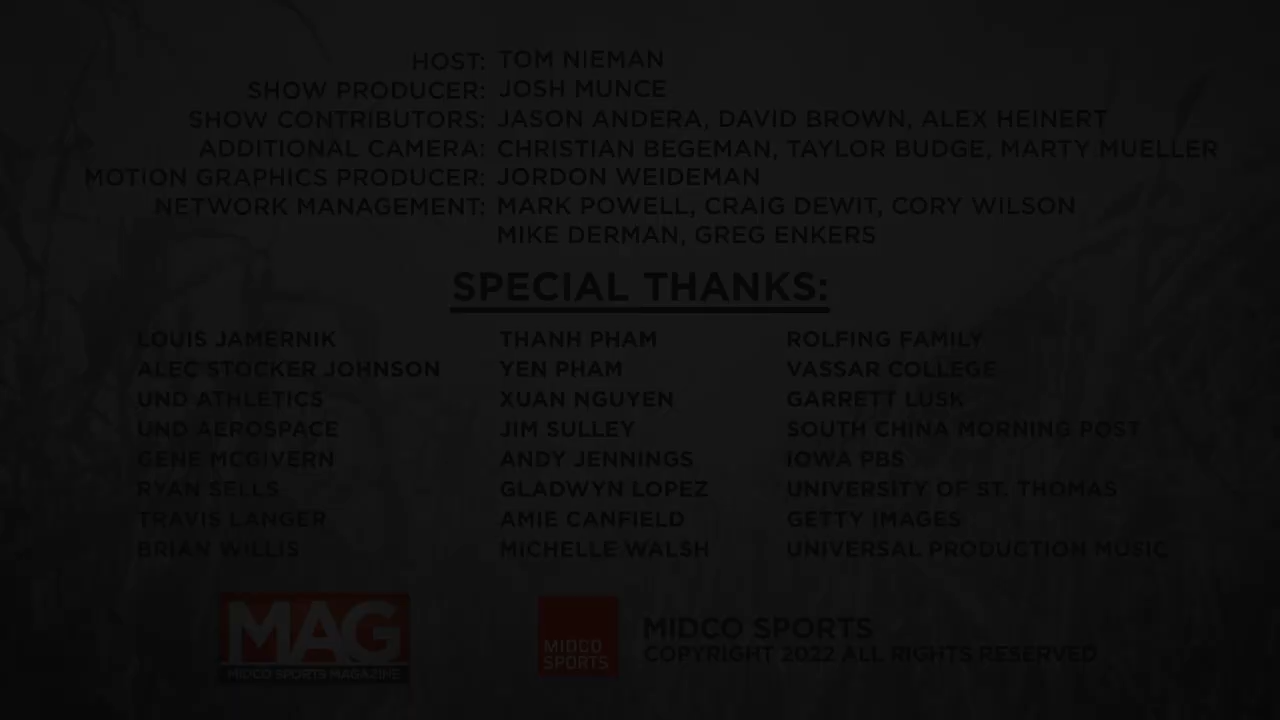 HOST: TOM NIEMAN
SHOW PRODUCER: JOSH MUNCE
SHOW CONTRIBUTORS: JASON ANDERA, DAVID BROWN, ALEX HEINERT
ADDITIONAL CAMERA: CHRISTIAN BEGEMAN, TAYLOR BUDGE, MARTY MUELLER
MOTION GRAPHICS PRODUCER: JORDON WEIDEMAN
NETWORK MANAGEMENT: MARK POWELL, CRAIG DEWIT, CORY WILSON
MIKE DERMAN, GREG ENKERS
SPECIAL THANKS:
LOUIS JAMERNIK
ALEC STOCKER JOHNSON
UND ATHLETICS
UND AEROSPACE
GENE MCGIVERN
RYAN SELLS
TRAVIS LANGER
BRIAN WILLIS
THANH PHAM
YEN PHAM
XUAN NGUYEN
JIM SULLEY
ANDY JENNINGS
GLADWYN LOPEZ
AMIE CANFIELD
MICHELLE WALSH
ROLFING FAMILY
VASSAR COLLEGE
GARRETT LUSK
SOUTH CHINA MORNING POST
IOWA PBS
UNIVERSITY OF ST. THOMAS
GETTY IMAGES
UNIVERSAL PRODUCTION MUSIC
MAG
MIDCO SPORTS MAGAZINE
MIDCO
SPORTS
MIDCO SPORTS
COPYRIGHT 2022 ALL RIGHTS RESERVED